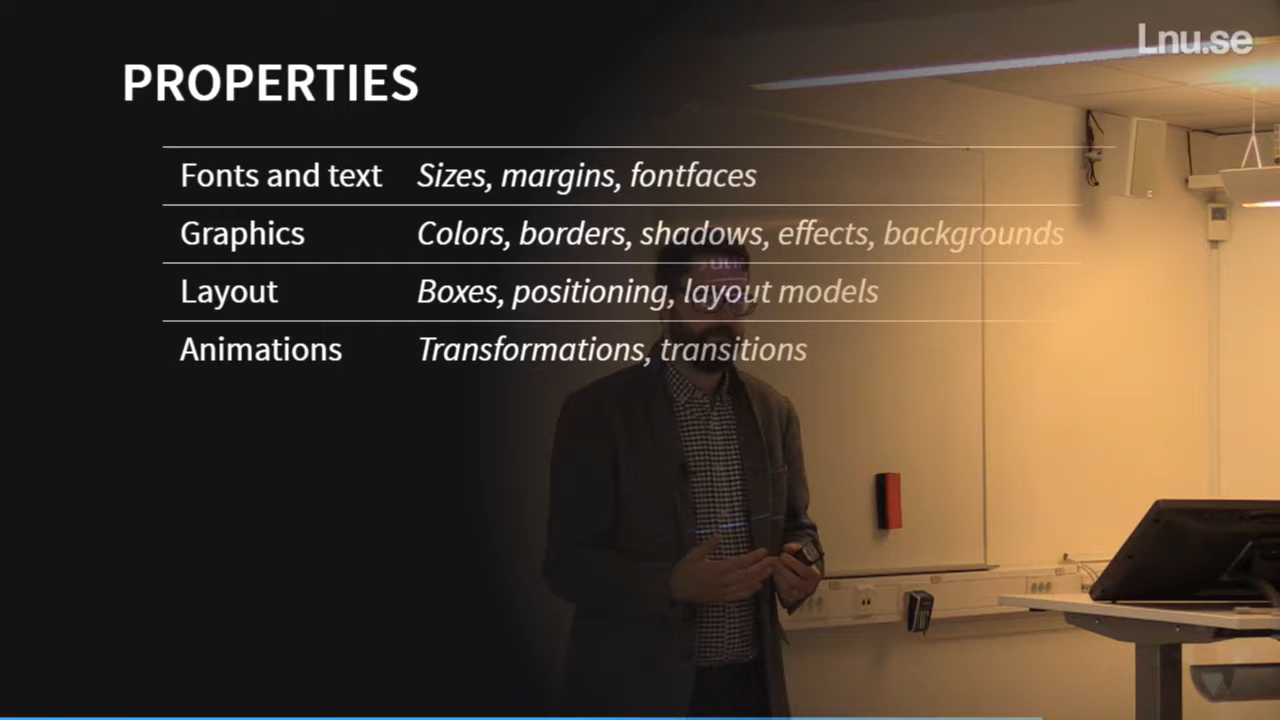 Lnu.se
PROPERTIES
Fonts and text Sizes, margins, fontfaces
Graphics Colors, borders, shadows, effects, backgrounds
Layout Boxes, positioning, layout models
Animations Transformations, transitions